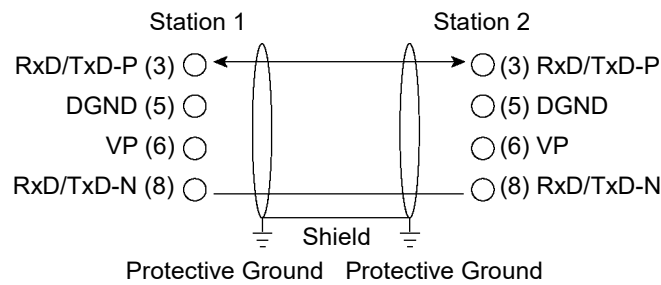 Station 1 Station 2
RxD/TxD-P (3) (3) RxD/TxD-P
DGND (5) (5) DGND
VP (6) (6) VP
RxD/TxD-N (8) (8) RxD/TxD-N
Shield
Protective Ground Protective Ground